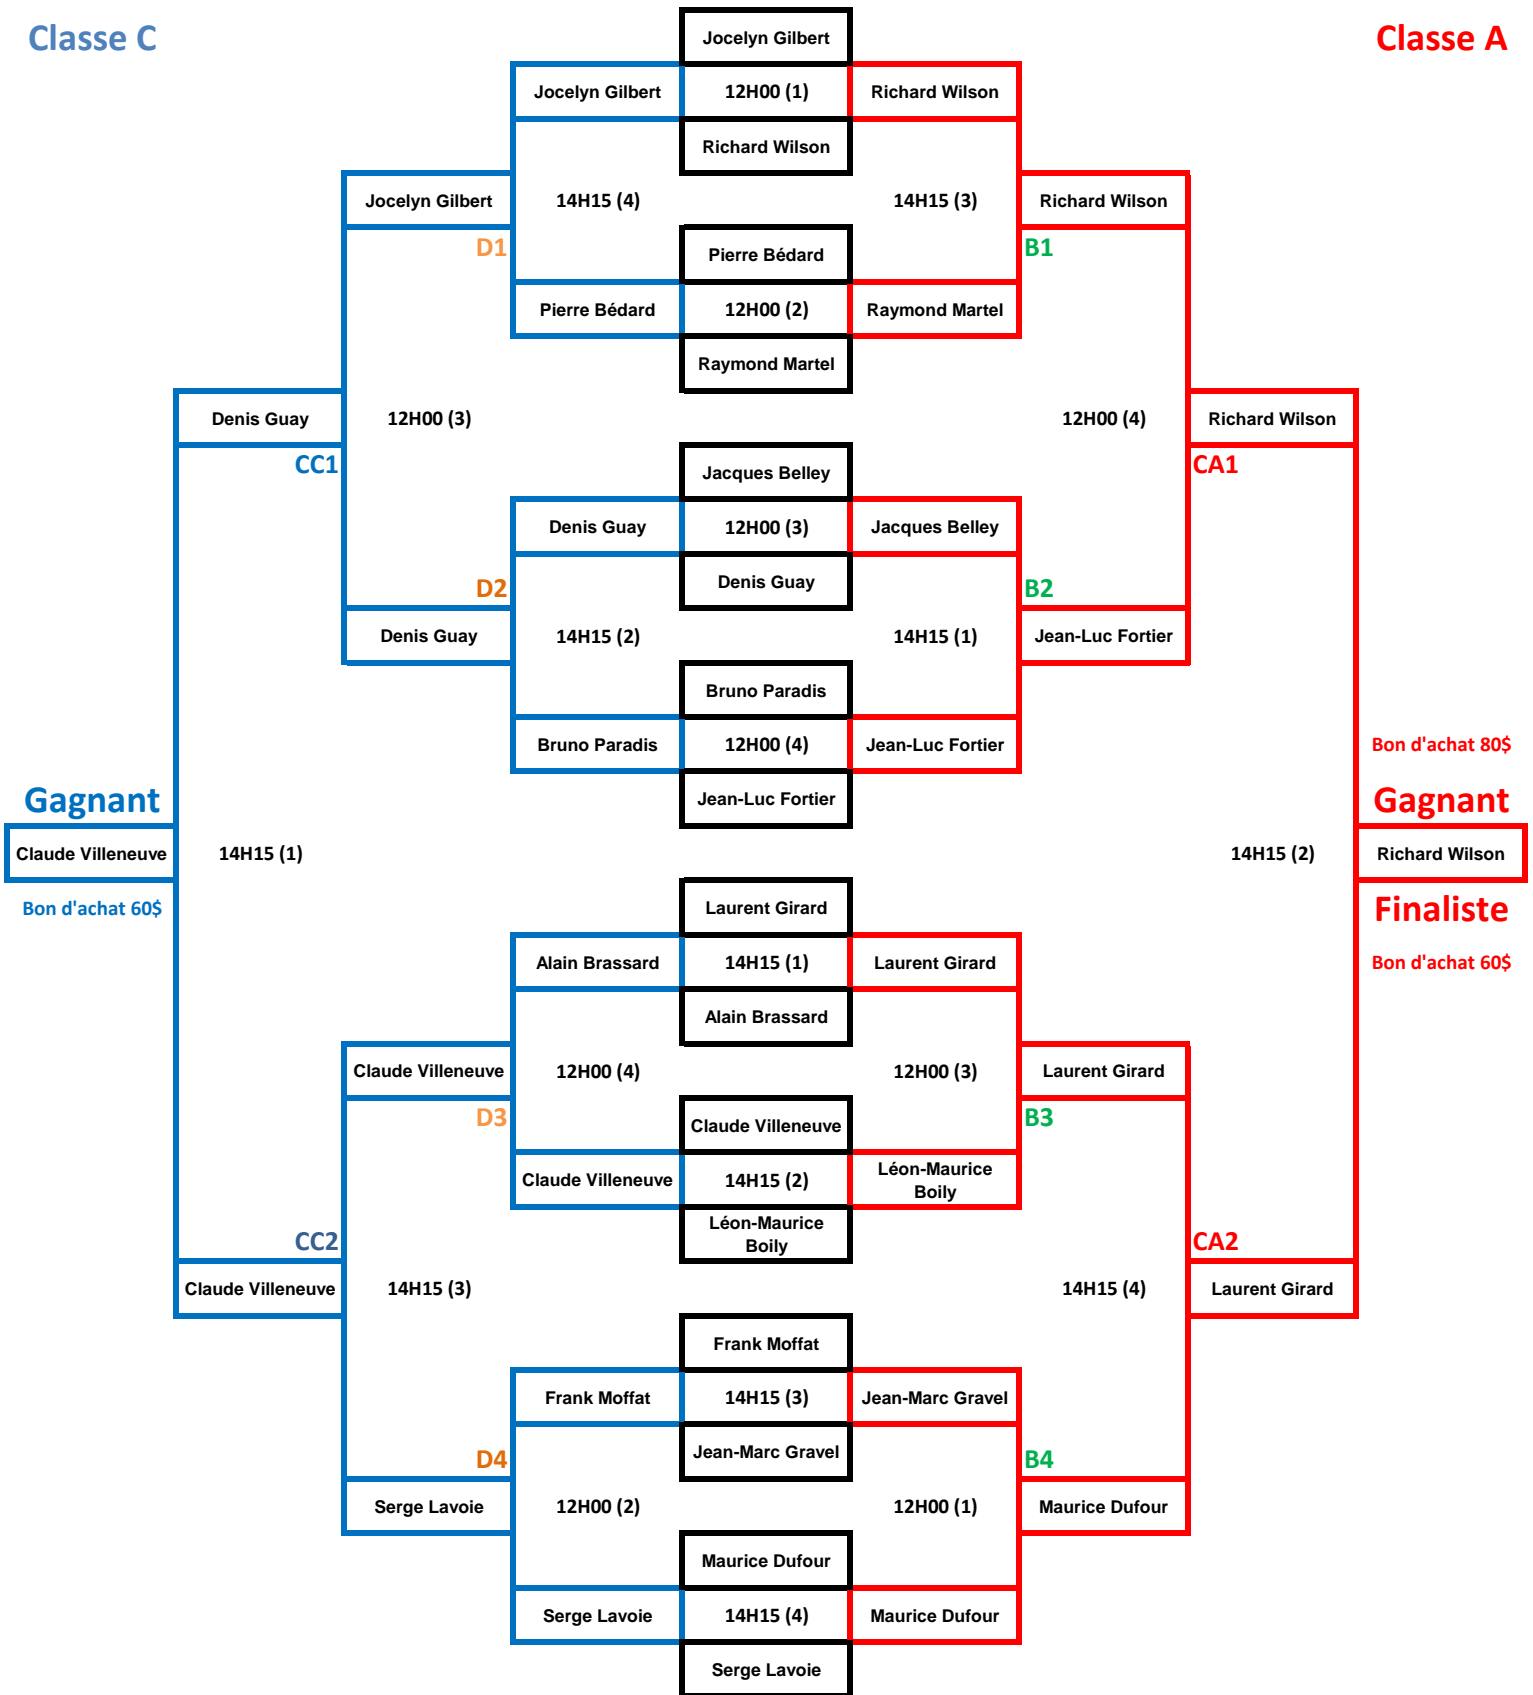 Classe C
Jocelyn Gilbert
Classe A
Jocelyn Gilbert
12H00 (1)
Richard Wilson
Richard Wilson
Jocelyn Gilbert
14H15 (4)
14H15 (3)
Richard Wilson
D1
Pierre Bédard
B1
Pierre Bédard
12H00 (2)
Raymond Martel
Raymond Martel
Denis Guay
12H00 (3)
12H00 (4)
Richard Wilson
CC1
Jacques Belley
CA1
Denis Guay
12H00 (3)
Jacques Belley
D2
Denis Guay
B2
Denis Guay
14H15 (2)
14H15 (1)
Jean-Luc Fortier
Bruno Paradis
Bruno Paradis
12H00 (4)
Jean-Luc Fortier
Bon d'achat 80$
Gagnant
Jean-Luc Fortier
Gagnant
Claude Villeneuve
14H15 (1)
14H15 (2)
Richard Wilson
Bon d'achat 60$
Laurent Girard
Finaliste
Alain Brassard
14H15 (1)
Laurent Girard
Bon d'achat 60$
Alain Brassard
Claude Villeneuve
12H00 (4)
12H00 (3)
Laurent Girard
D3
Claude Villeneuve
B3
Claude Villeneuve
14H15 (2)
Léon-Maurice
Boily
Léon-Maurice
Boily
CC2
CA2
Claude Villeneuve
14H15 (3)
14H15 (4)
Laurent Girard
Frank Moffat
Frank Moffat
14H15 (3)
Jean-Marc Gravel
D4
Jean-Marc Gravel
B4
Serge Lavoie
12H00 (2)
12H00 (1)
Maurice Dufour
Maurice Dufour
Serge Lavoie
14H15 (4)
Maurice Dufour
Serge Lavoie